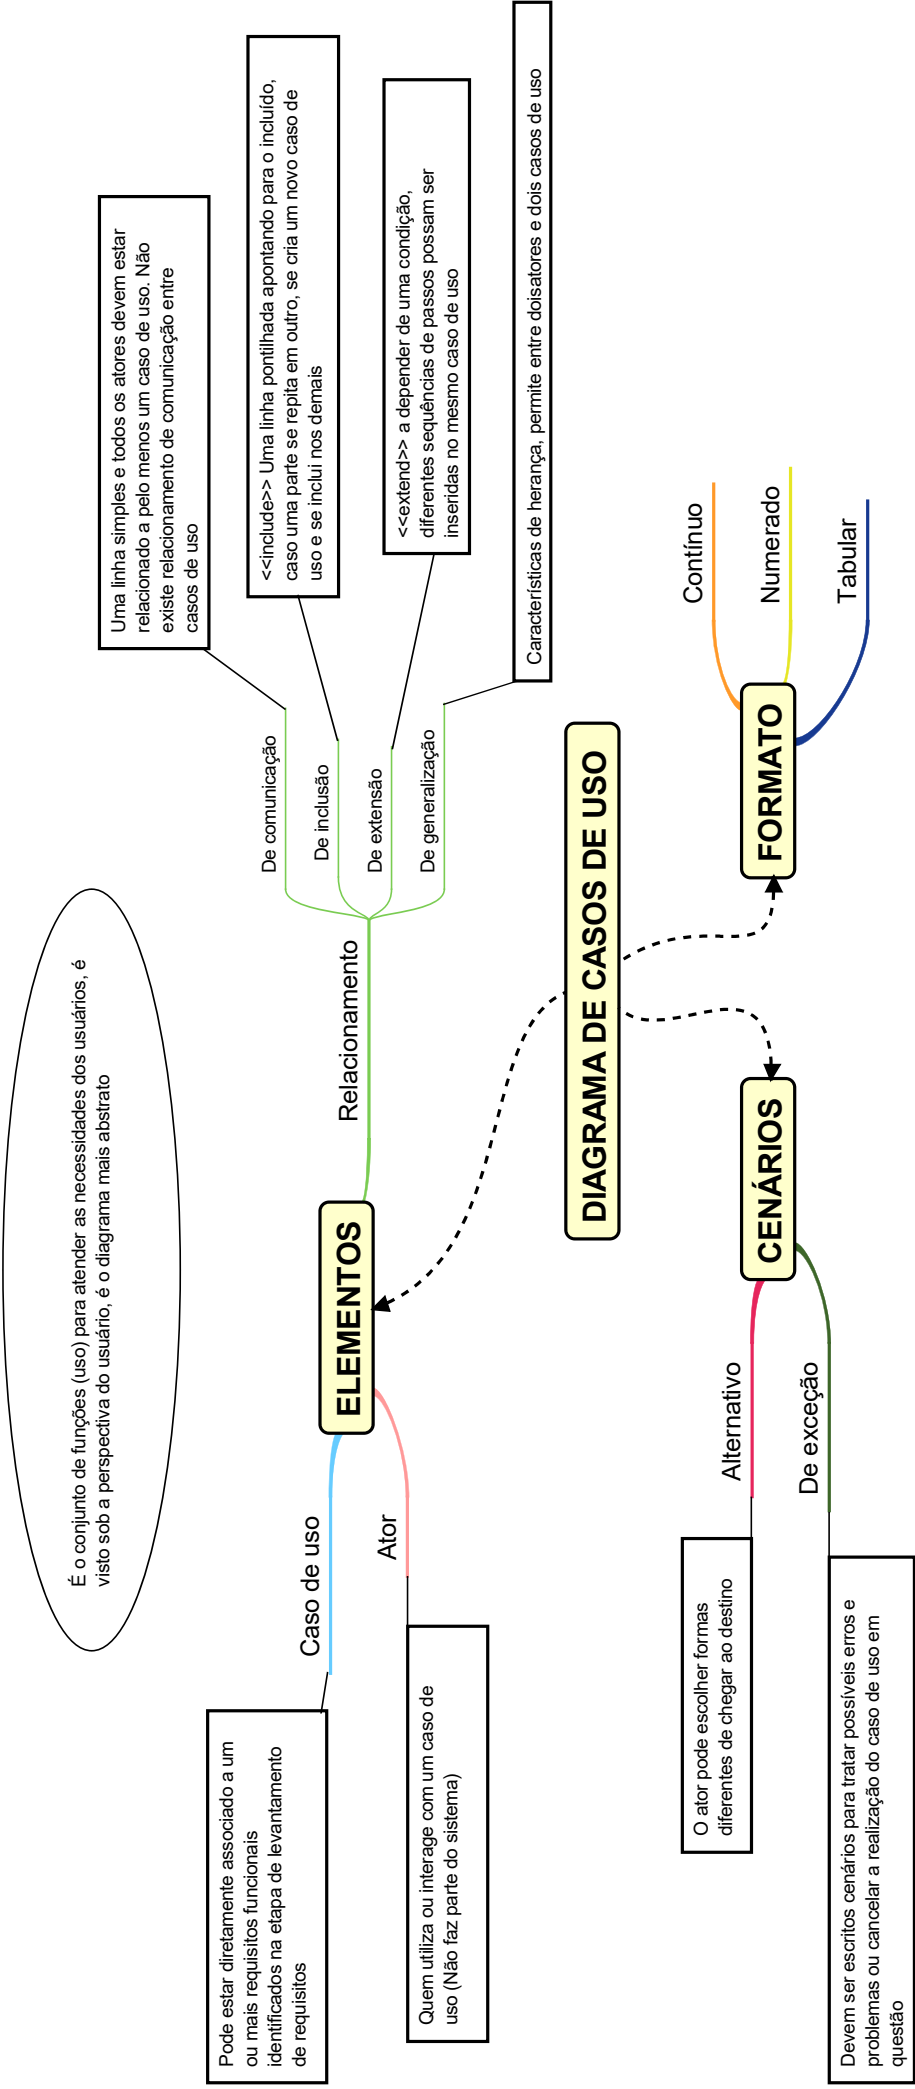 É o conjunto de funções (uso) para atender as necessidades dos usuários, é
visto sob a perspectiva do usuário, é o diagrama mais abstrato
DIAGRAMA DE CASOS DE USO
ELEMENTOS
Caso de uso
Pode estar diretamente associado a um
ou mais requisitos funcionais
identificados na etapa de levantamento
de requisitos
Ator
Quem utiliza ou interage com um caso de
uso (Não faz parte do sistema)
Relacionamento
De comunicação
Uma linha simples e todos os atores devem estar
relacionado a pelo menos um caso de uso. Não
existe relacionamento de comunicação entre
casos de uso
De inclusão
<<include>> Uma linha pontilhada apontando para o incluído,
caso uma parte se repita em outro, se cria um novo caso de
uso e se inclui nos demais
De extensão
<<extend>> a depender de uma condição,
diferentes sequências de passos possam ser
inseridas no mesmo caso de uso
De generalização
Características de herança, permite entre doisatores e dois casos de uso
CENÁRIOS
Alternativo
O ator pode escolher formas
diferentes de chegar ao destino
De exceção
Devem ser escritos cenários para tratar possíveis erros e
problemas ou cancelar a realização do caso de uso em
questão
FORMATO
Contínuo
Numerado
Tabular